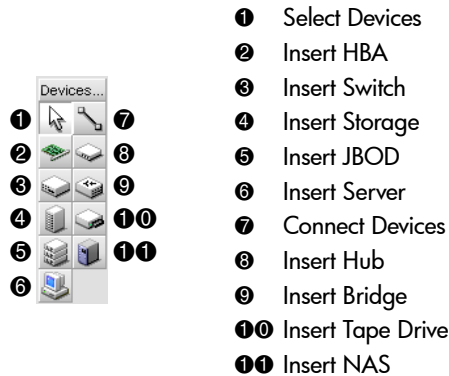 Devices...
❶ ❼
❷ ❽
❸ ❾
❹ ❶⓿
❺ ❶❶
❻
❶ Select Devices
❷ Insert HBA
❸ Insert Switch
❹ Insert Storage
❺ Insert JBOD
❻ Insert Server
❼ Connect Devices
❽ Insert Hub
❾ Insert Bridge
❶⓿ Insert Tape Drive
❶❶ Insert NAS